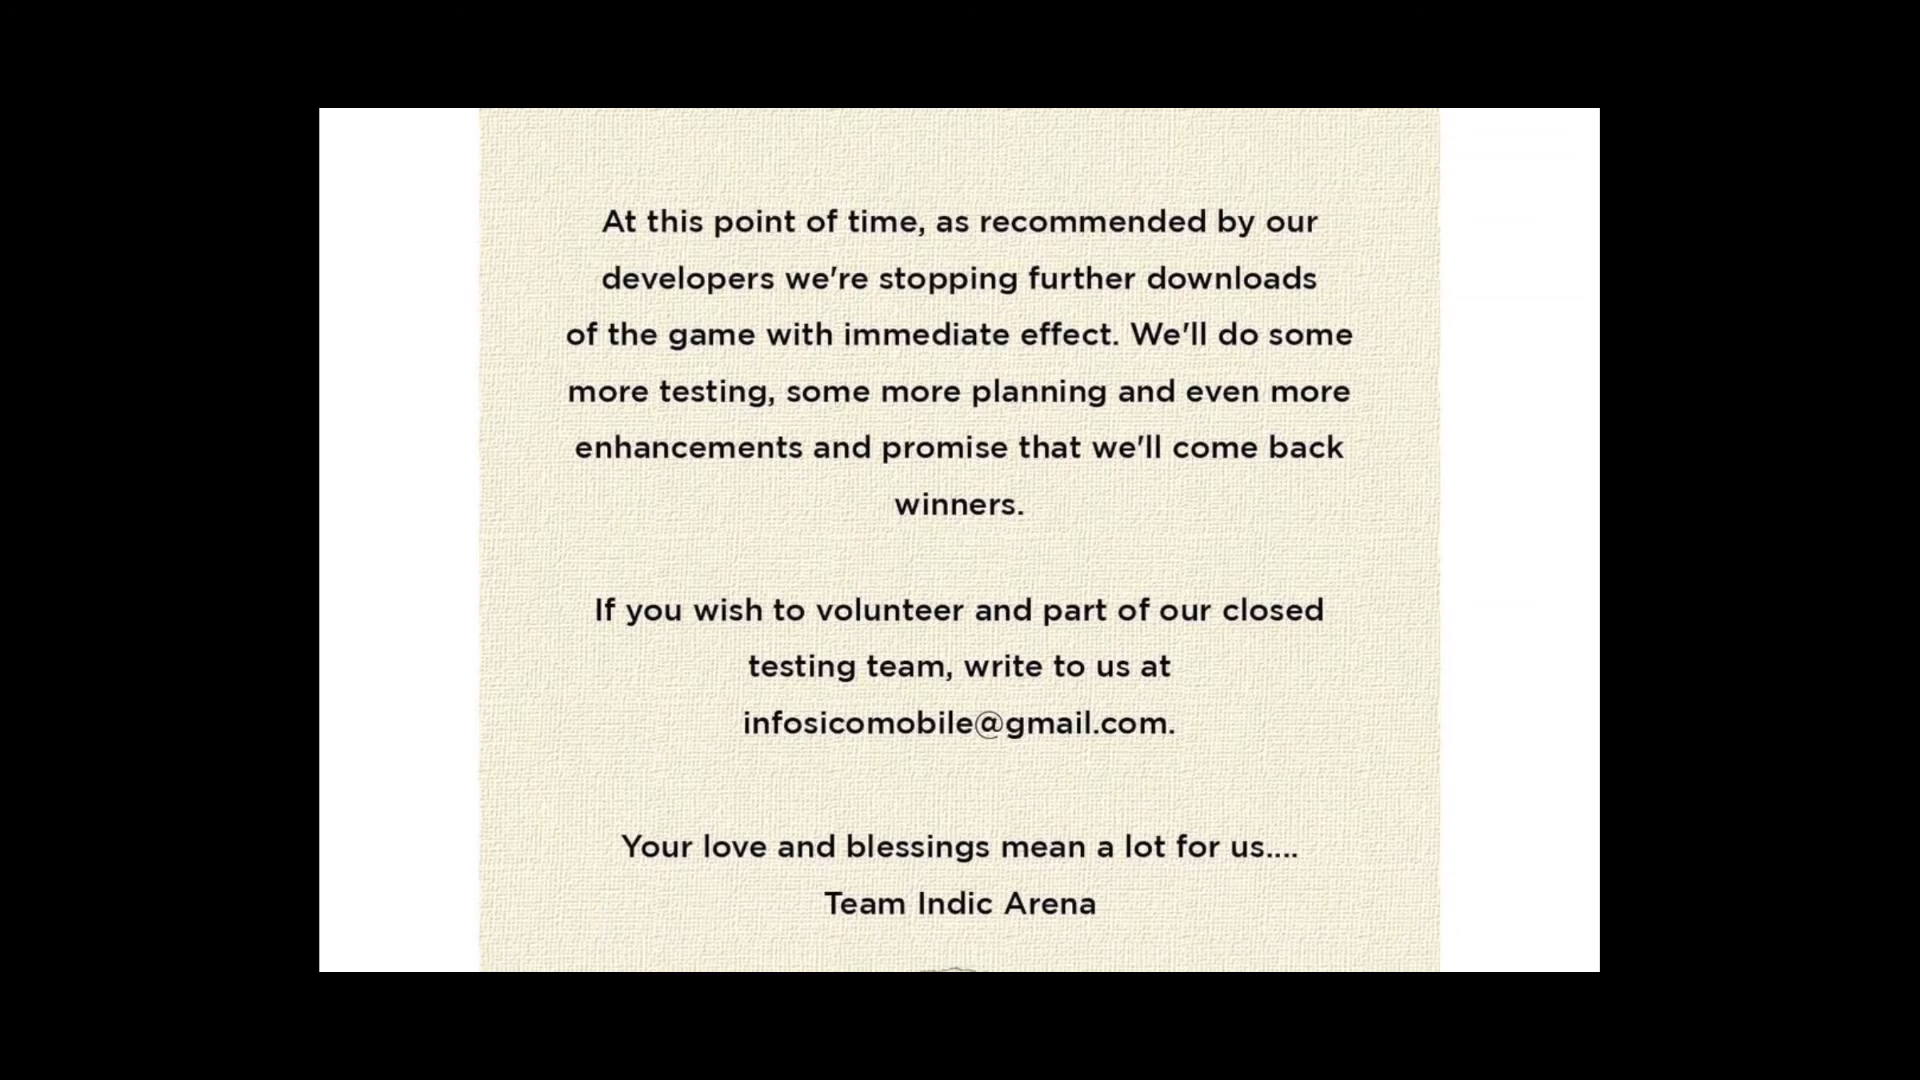 At this point of time, as recommended by our
developers we're stopping further downloads
of the game with immediate effect. We'll do some
more testing, some more planning and even more
enhancements and promise that we'll come back
winners.
If you wish to volunteer and part of our closed
testing team, write to us at
infosicomobile@gmail.com.
Your love and blessings mean a lot for us....
Team Indic Arena